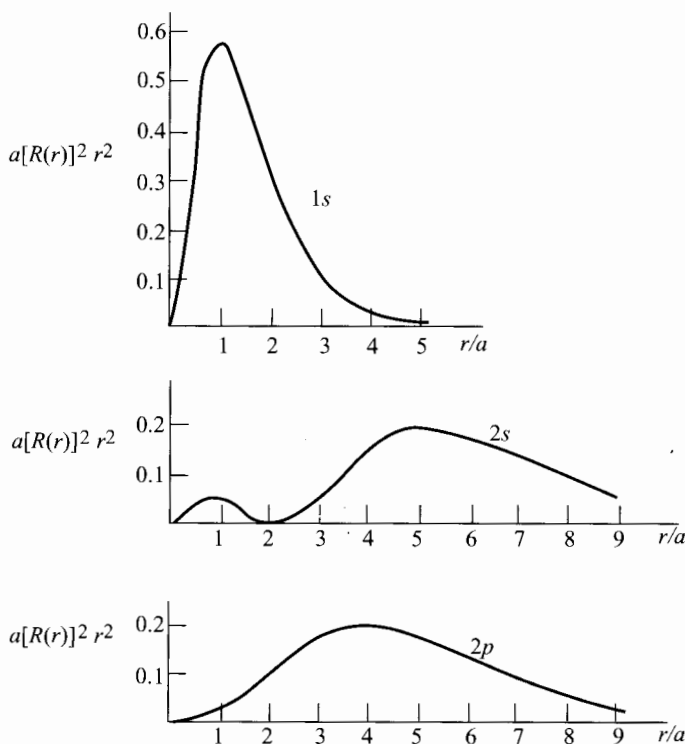 0.6
0.5
0.4
a[R(r)]² r²
0.3
1s
0.2
0.1
1 2 3 4 5 r/a
0.2
2s
a[R(r)]² r²
0.1
1 2 3 4 5 6 7 8 9 r/a
0.2
a[R(r)]² r²
2p
0.1
1 2 3 4 5 6 7 8 9 r/a